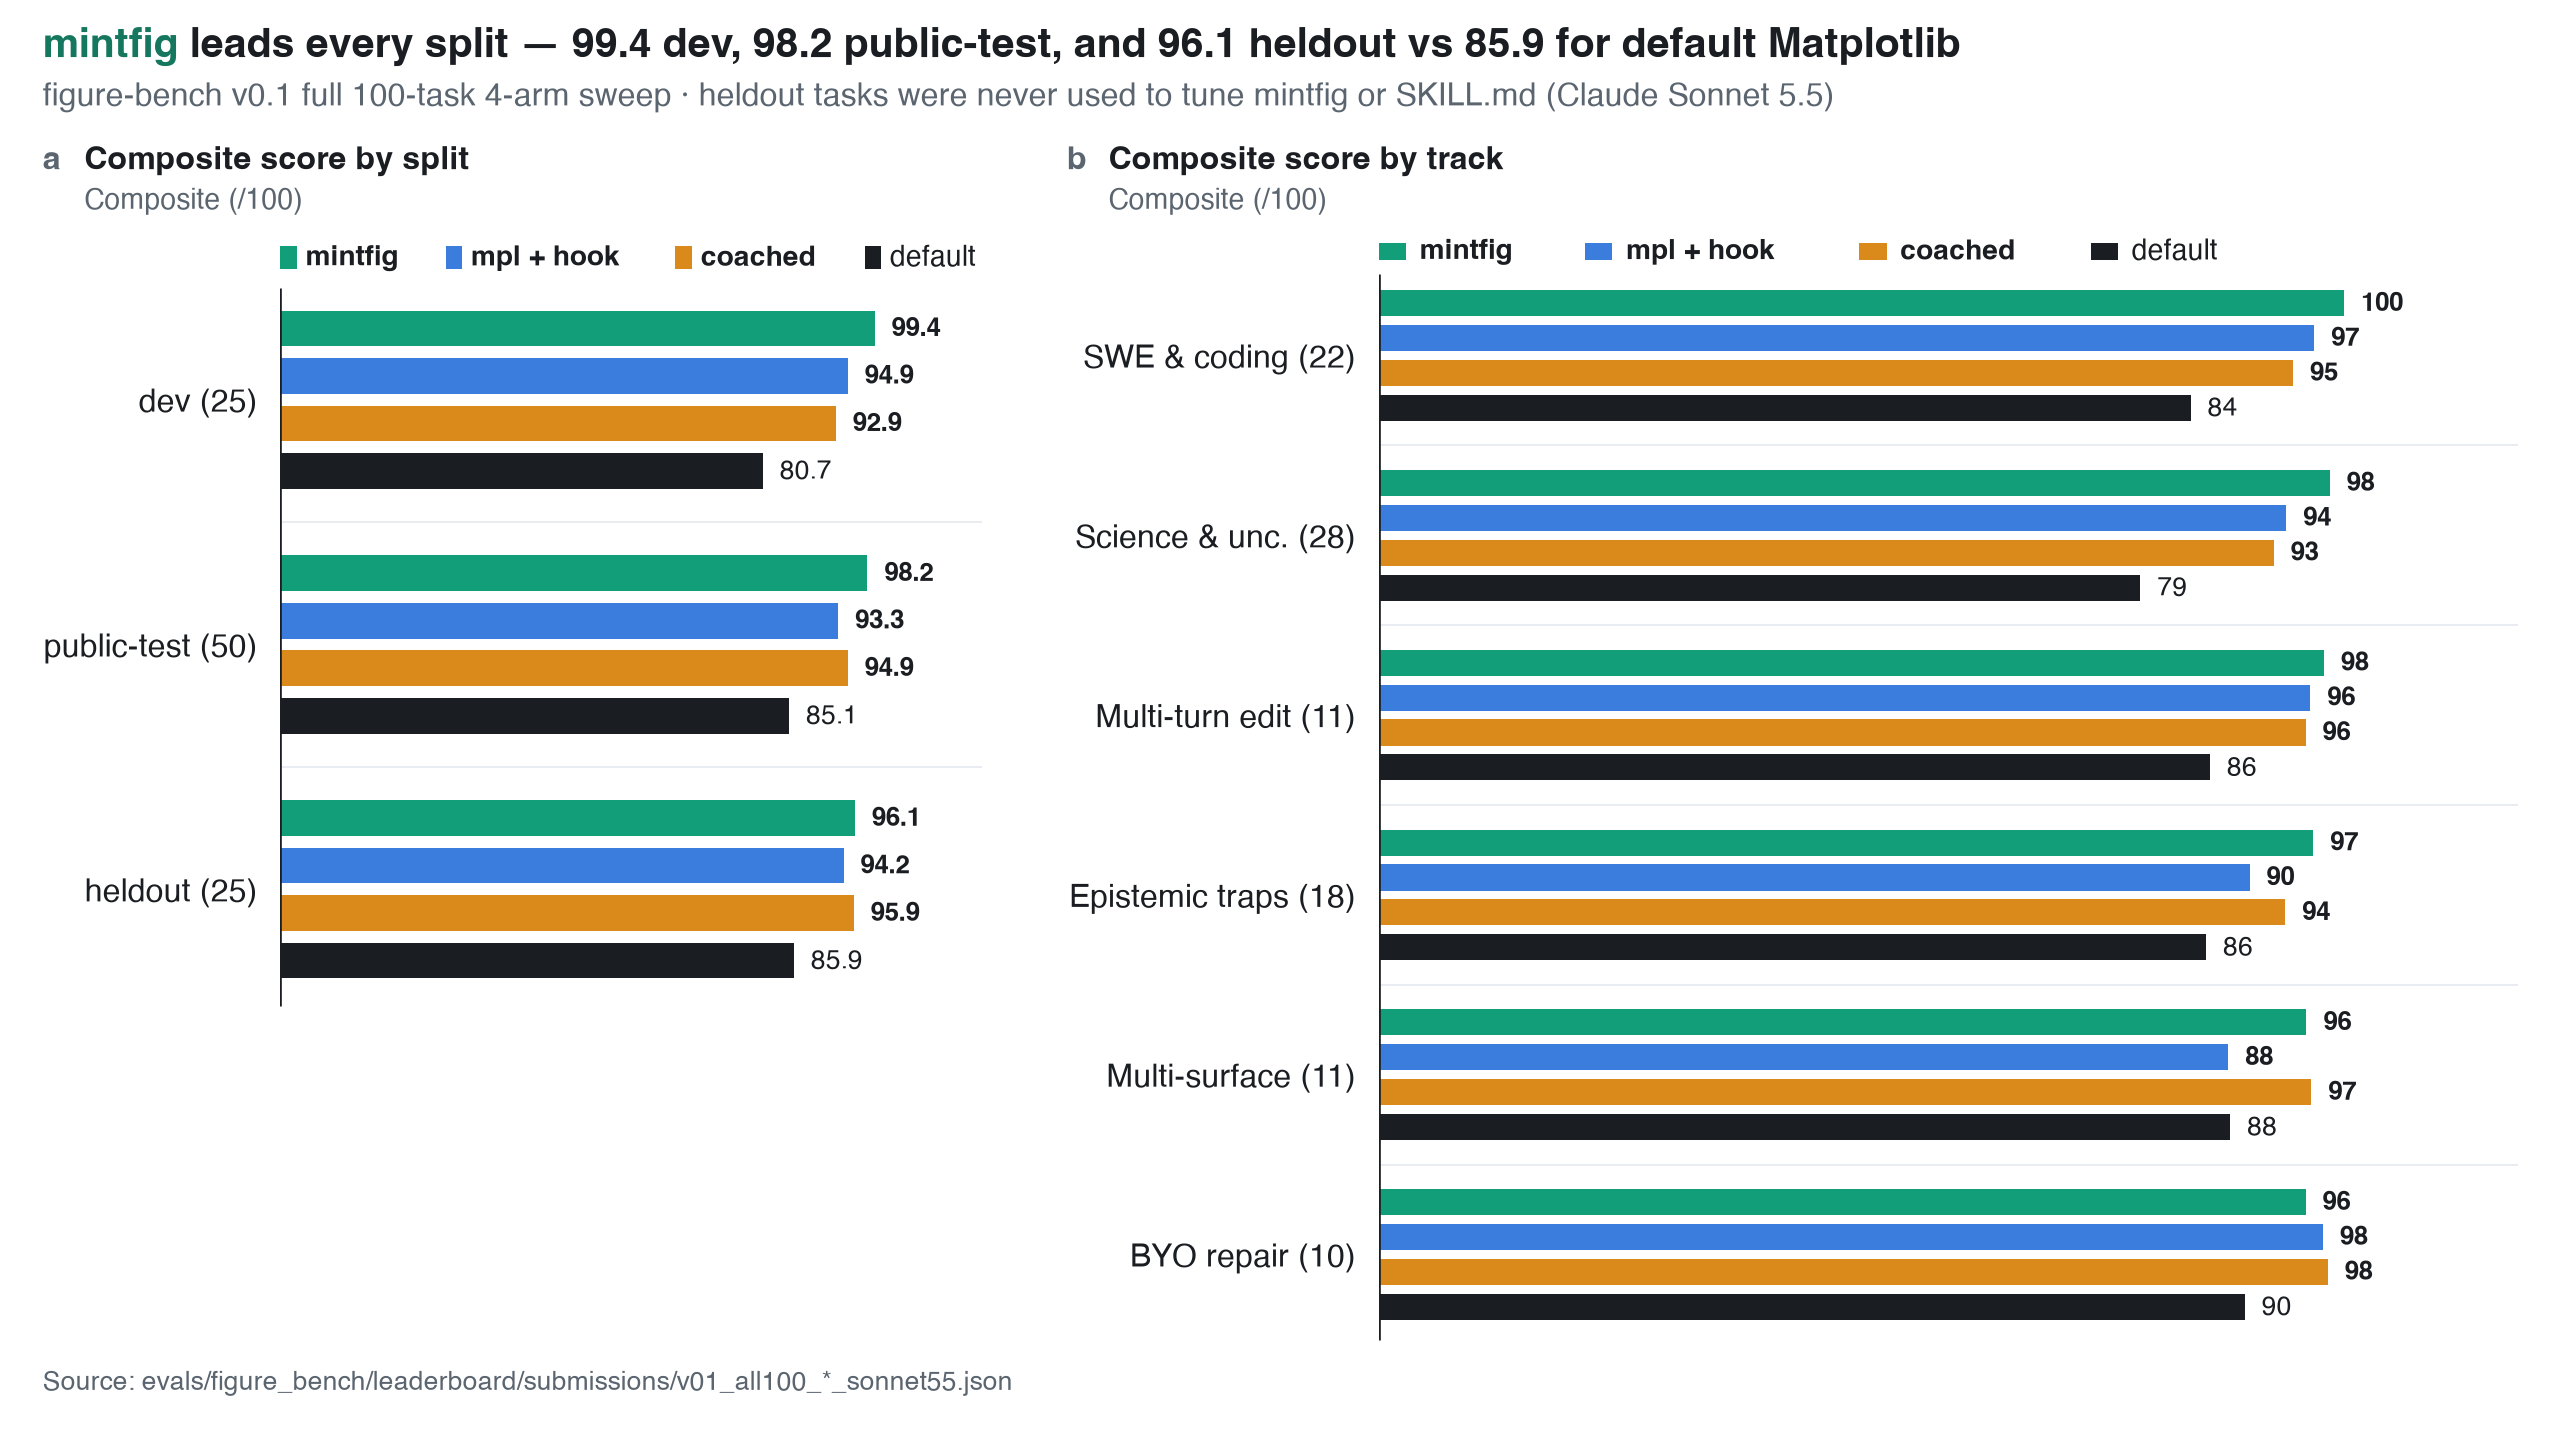 mintfig leads every split — 99.4 dev, 98.2 public-test, and 96.1 heldout vs 85.9 for default Matplotlib
figure-bench v0.1 full 100-task 4-arm sweep · heldout tasks were never used to tune mintfig or SKILL.md (Claude Sonnet 5.5)
a Composite score by split
Composite (/100)
mintfig mpl + hook coached default
dev (25)
99.4
94.9
92.9
80.7
public-test (50)
98.2
93.3
94.9
85.1
heldout (25)
96.1
94.2
95.9
85.9
b Composite score by track
Composite (/100)
mintfig mpl + hook coached default
SWE & coding (22)
100
97
95
84
Science & unc. (28)
98
94
93
79
Multi-turn edit (11)
98
96
96
86
Epistemic traps (18)
97
90
94
86
Multi-surface (11)
96
88
97
88
BYO repair (10)
96
98
98
90
Source: evals/figure_bench/leaderboard/submissions/v01_all100_*_sonnet55.json